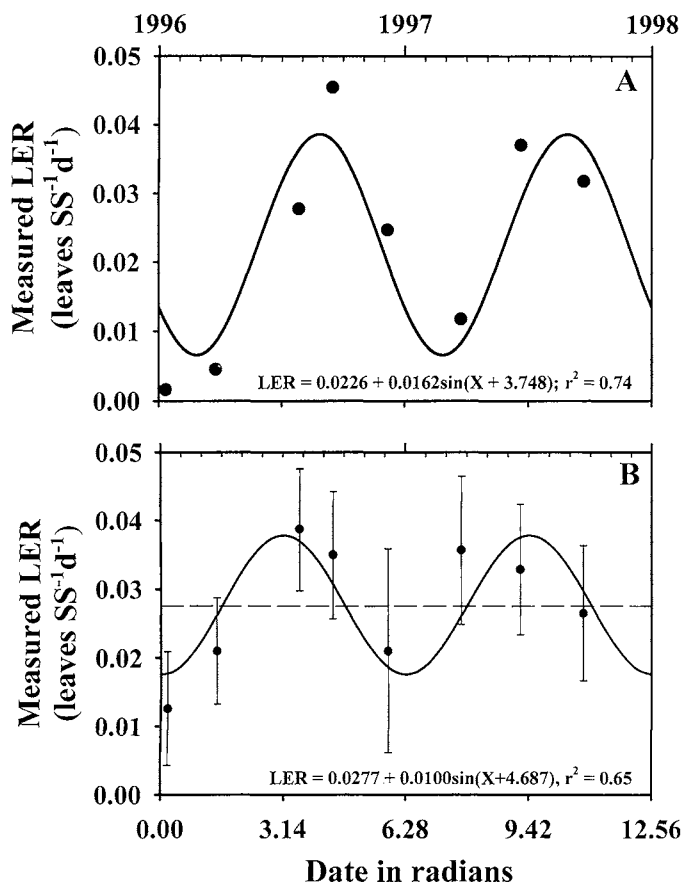 1996 1997 1998
0.05
A
0.04
0.03
0.02
0.01
0.00
Measured LER
(leaves SS⁻¹d⁻¹)
LER = 0.0226 + 0.0162sin(X + 3.748); r² = 0.74
0.05
B
0.04
0.03
0.02
0.01
0.00
Measured LER
(leaves SS⁻¹d⁻¹)
LER = 0.0277 + 0.0100sin(X+4.687), r² = 0.65
0.00 3.14 6.28 9.42 12.56
Date in radians